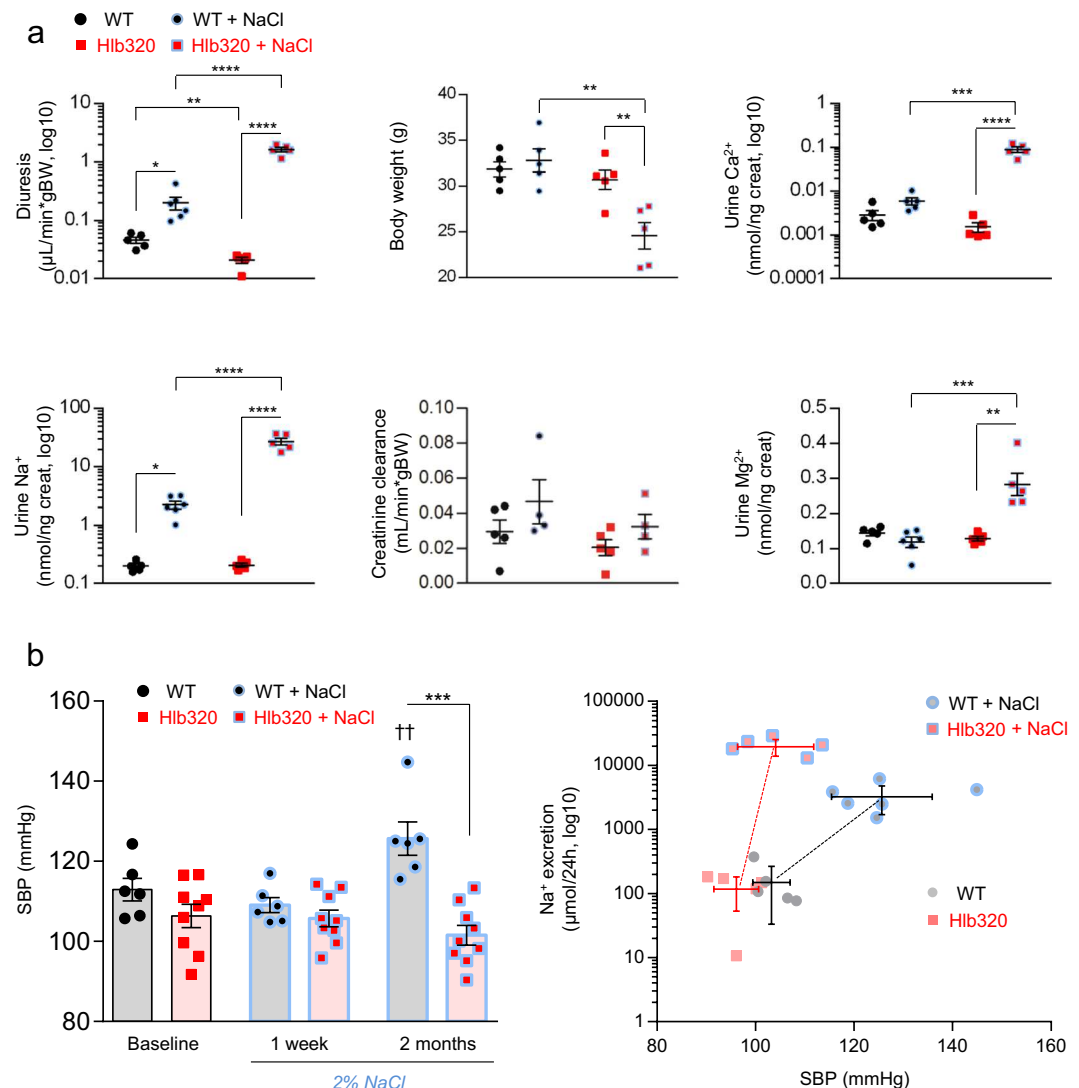 a
WT
WT + NaCl
Hlb320
Hlb320 + NaCl
Diuresis
(µL/min*gBW, log10)
10
1
0.1
0.01
*
**
****
****
Body weight (g)
35
30
25
20
**
**
Urine Ca²⁺
(nmol/ng creat, log10)
0.1
0.01
0.001
0.0001
***
****
Urine Na⁺
(nmol/ng creat, log10)
100
10
1
0.1
*
****
****
Creatinine clearance
(mL/min*gBW)
0.10
0.08
0.06
0.04
0.02
0.00
Urine Mg²⁺
(nmol/ng creat)
0.5
0.4
0.3
0.2
0.1
0.0
***
**
b
WT
WT + NaCl
Hlb320
Hlb320 + NaCl
SBP (mmHg)
160
140
120
100
80
††
***
Baseline
1 week
2 months
2% NaCl
Na⁺ excretion
(µmol/24h, log10)
100000
10000
1000
100
10
1
WT + NaCl
Hlb320 + NaCl
WT
Hlb320
80
100
120
140
160
SBP (mmHg)